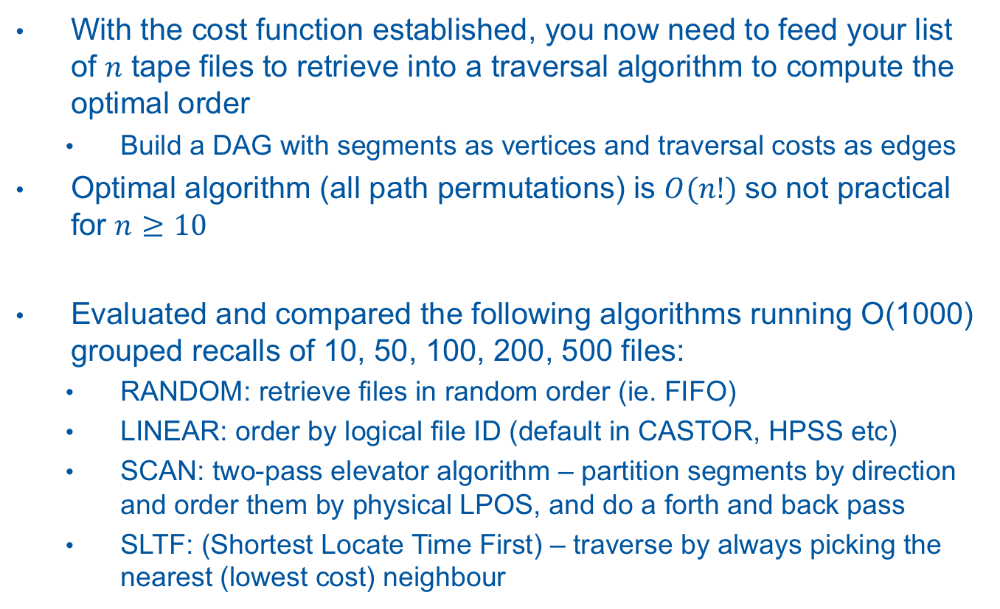 • With the cost function established, you now need to feed your list
of n tape files to retrieve into a traversal algorithm to compute the
optimal order
• Build a DAG with segments as vertices and traversal costs as edges
• Optimal algorithm (all path permutations) is O(n!) so not practical
for n ≥ 10
• Evaluated and compared the following algorithms running O(1000)
grouped recalls of 10, 50, 100, 200, 500 files:
• RANDOM: retrieve files in random order (ie. FIFO)
• LINEAR: order by logical file ID (default in CASTOR, HPSS etc)
• SCAN: two-pass elevator algorithm – partition segments by direction
and order them by physical LPOS, and do a forth and back pass
• SLTF: (Shortest Locate Time First) – traverse by always picking the
nearest (lowest cost) neighbour